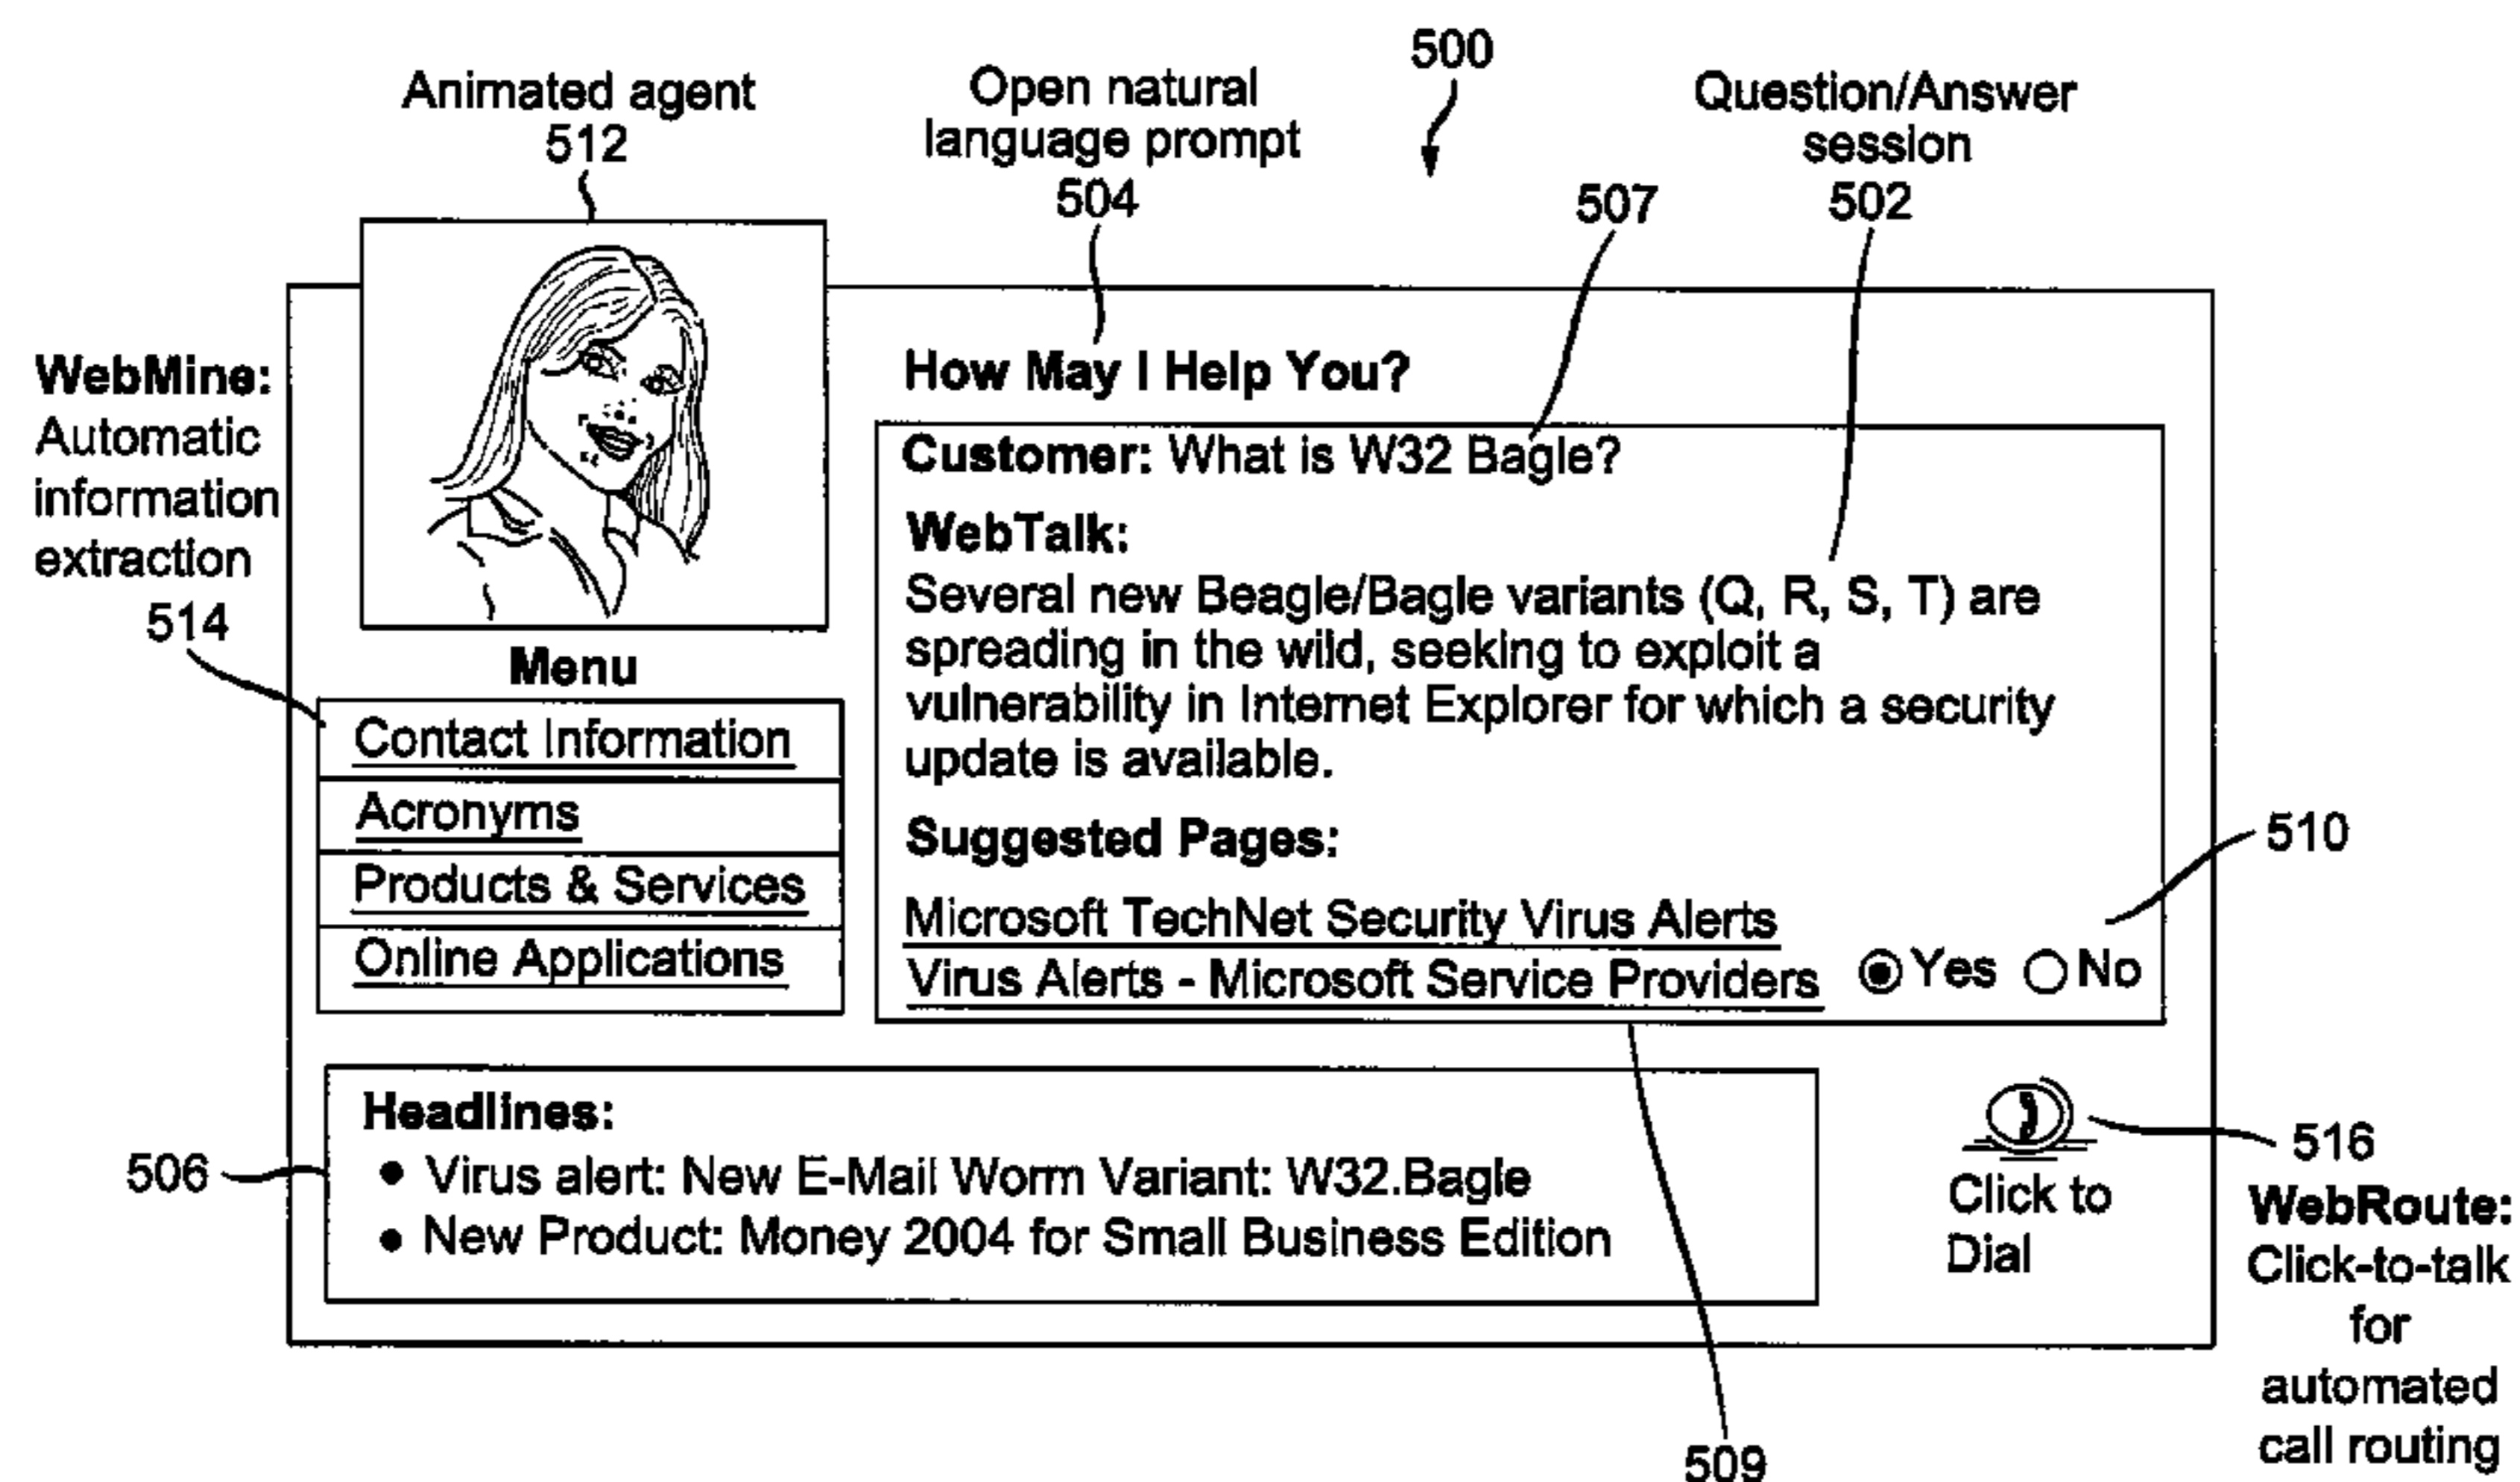 500
Animated agent
512
Open natural
language prompt
504
Question/Answer
session
502
507
WebMine:
Automatic
information
extraction
514
How May I Help You?
Customer: What is W32 Bagle?
WebTalk:
Several new Beagle/Bagle variants (Q, R, S, T) are
spreading in the wild, seeking to exploit a
vulnerability in Internet Explorer for which a security
update is available.
Suggested Pages:
Microsoft TechNet Security Virus Alerts
Virus Alerts - Microsoft Service Providers
Yes No
510
Menu
Contact Information
Acronyms
Products & Services
Online Applications
506
Headlines:
• Virus alert: New E-Mail Worm Variant: W32.Bagle
• New Product: Money 2004 for Small Business Edition
Click to
Dial
516
WebRoute:
Click-to-talk
for
automated
call routing
509